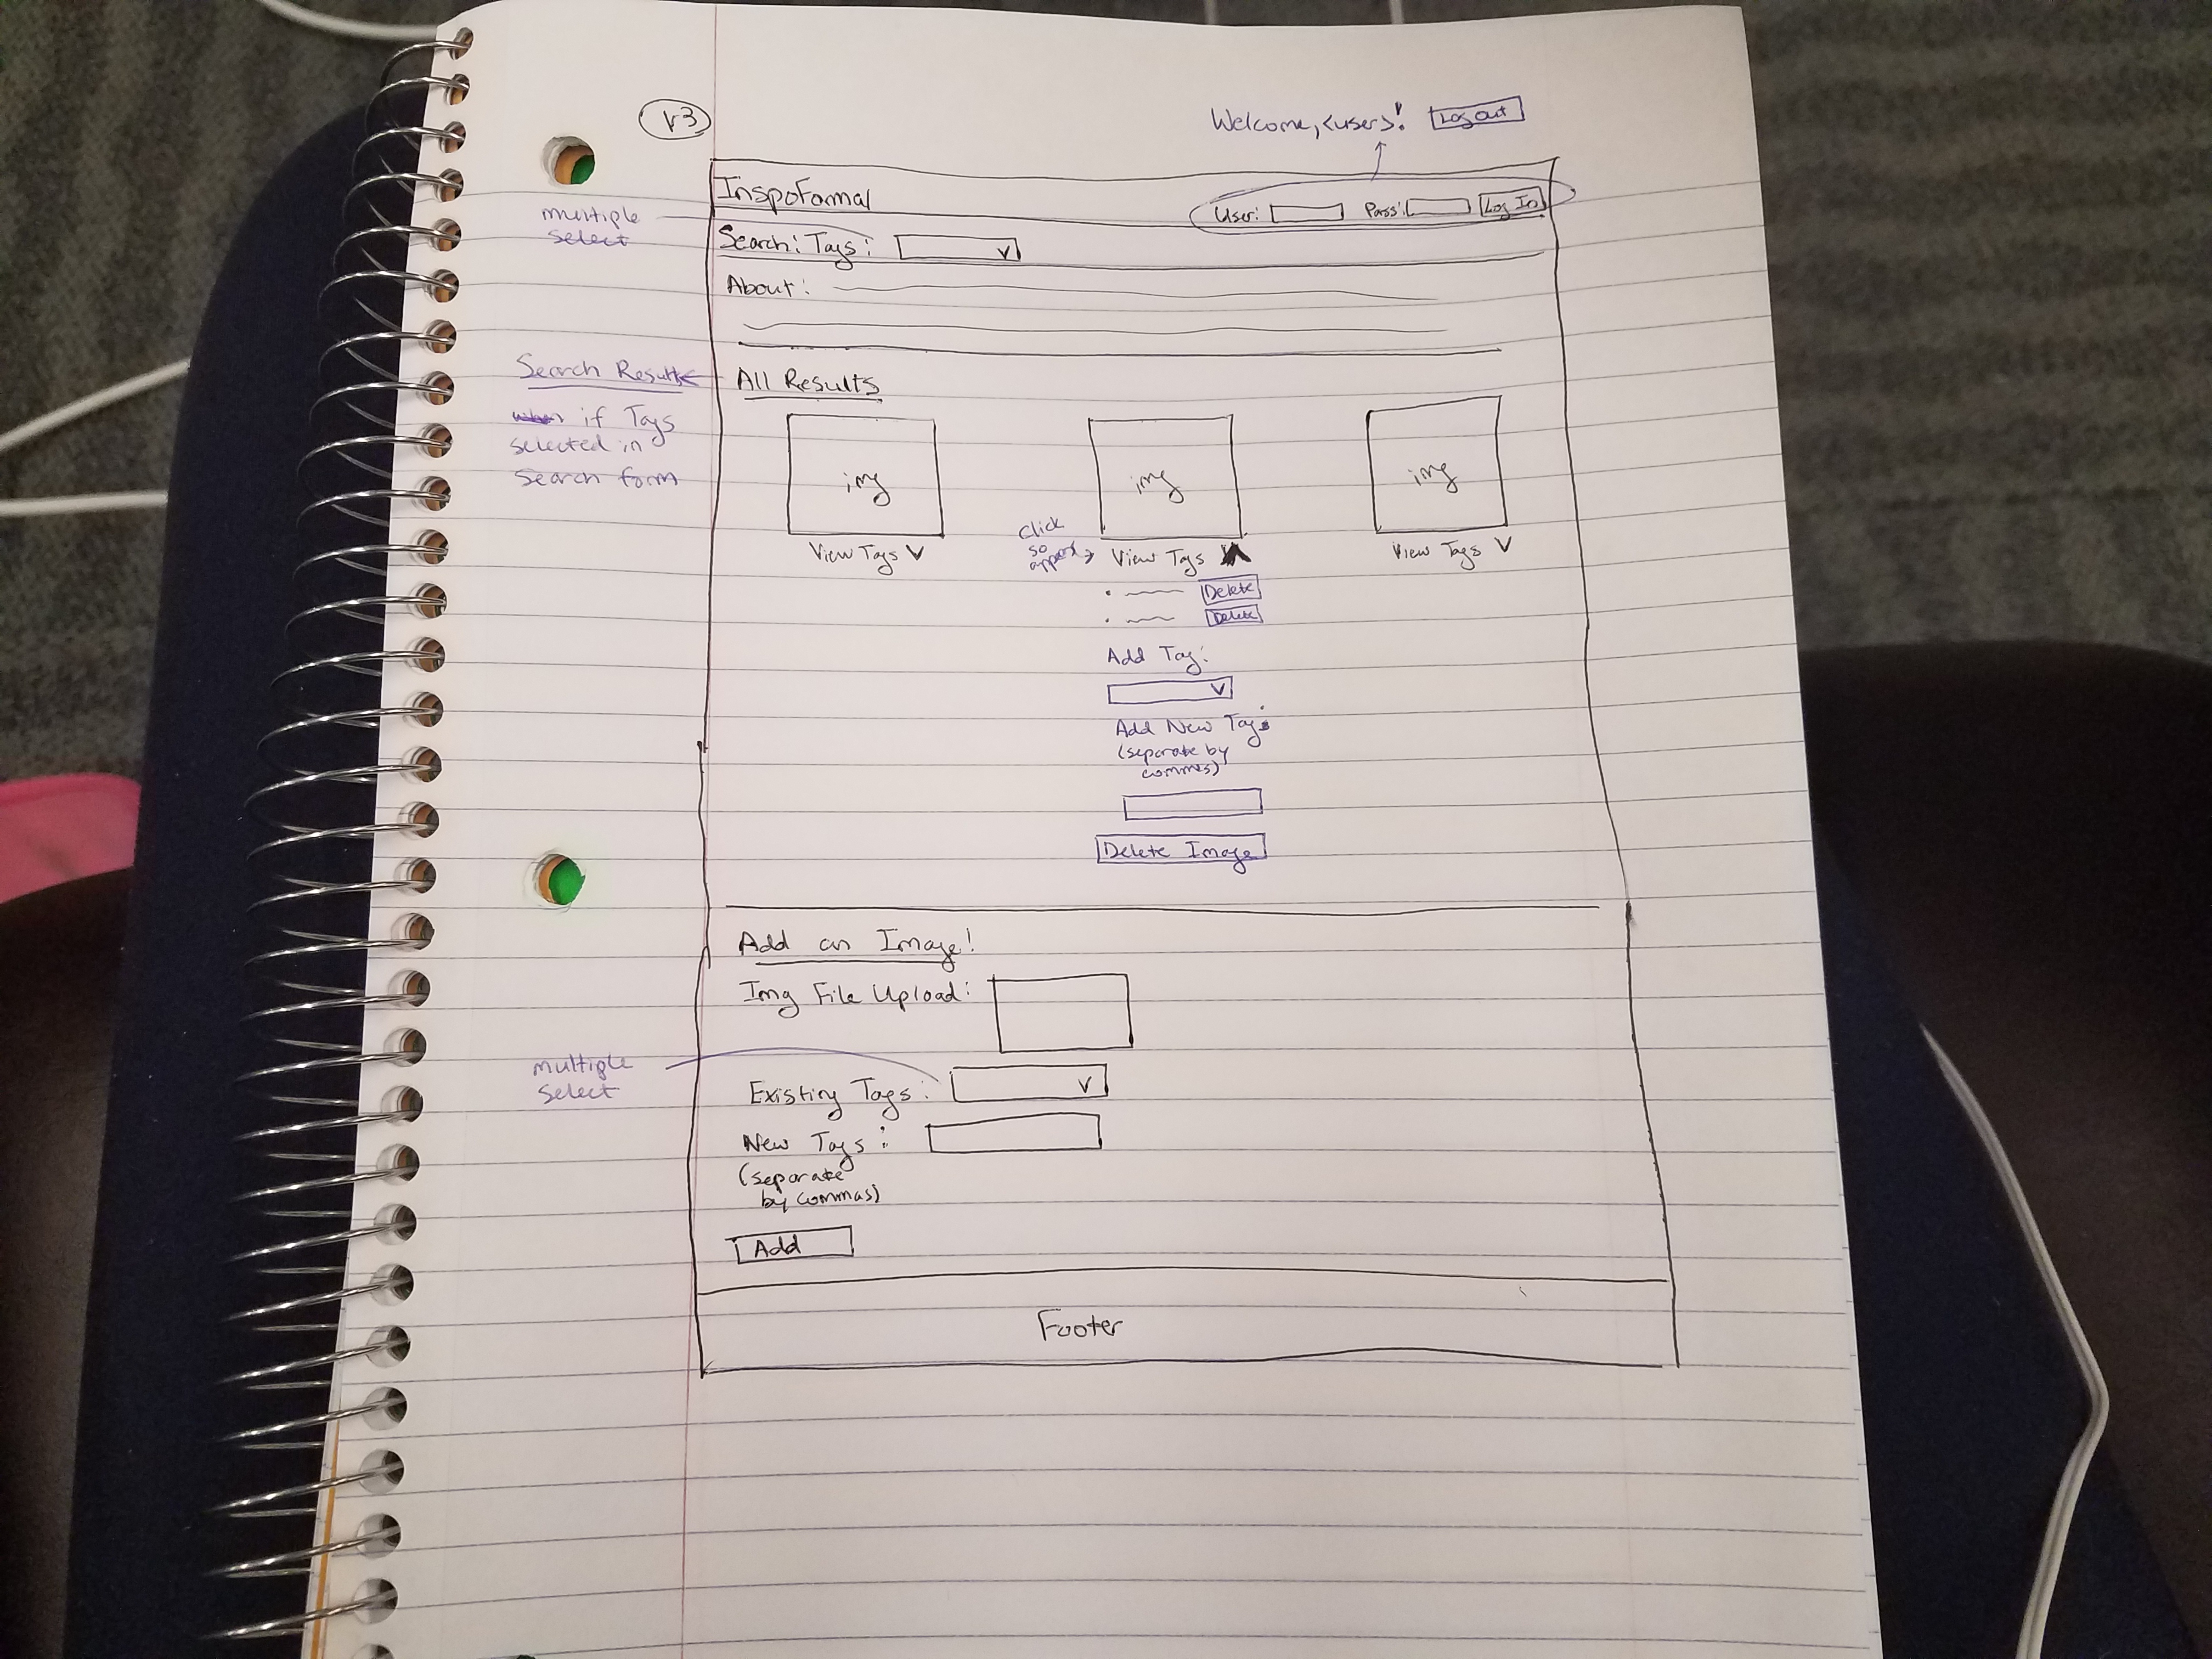 V3
Welcome, <user>! Log out
InspoFormal
User: Pass: Log In
multiple
select
Search: Tags: V
About:
Search Results
All Results
if Tags
selected in
Search form
img img img
View Tags V
Click
so
View Tags
View Tags V
Delete
Delete
Add Tag:
V
Add New Tags
(separate by
commas)
Delete Image
Add an Image!
Img File Upload:
multiple
select
Existing Tags: V
New Tags:
(separate
by commas)
Add
Footer